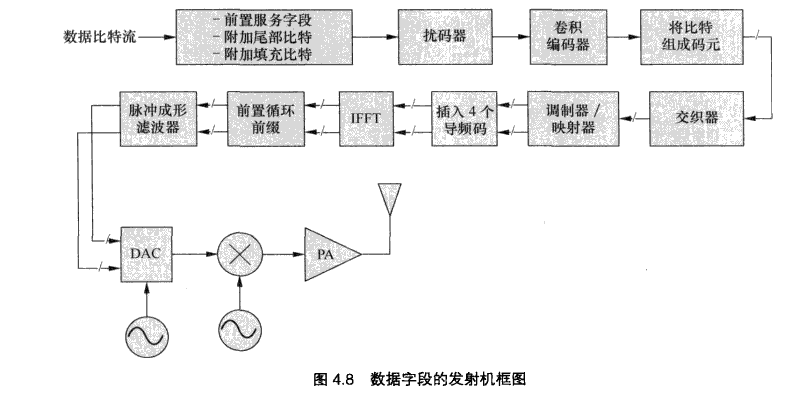 数据比特流
- 前置服务字段
- 附加尾部比特
- 附加填充比特
扰码器
卷积
编码器
将比特
组成码元
脉冲成形
滤波器
前置循环
前缀
IFFT
插入 4 个
导频码
调制器/
映射器
交织器
DAC
PA
图 4.8 数据字段的发射机框图